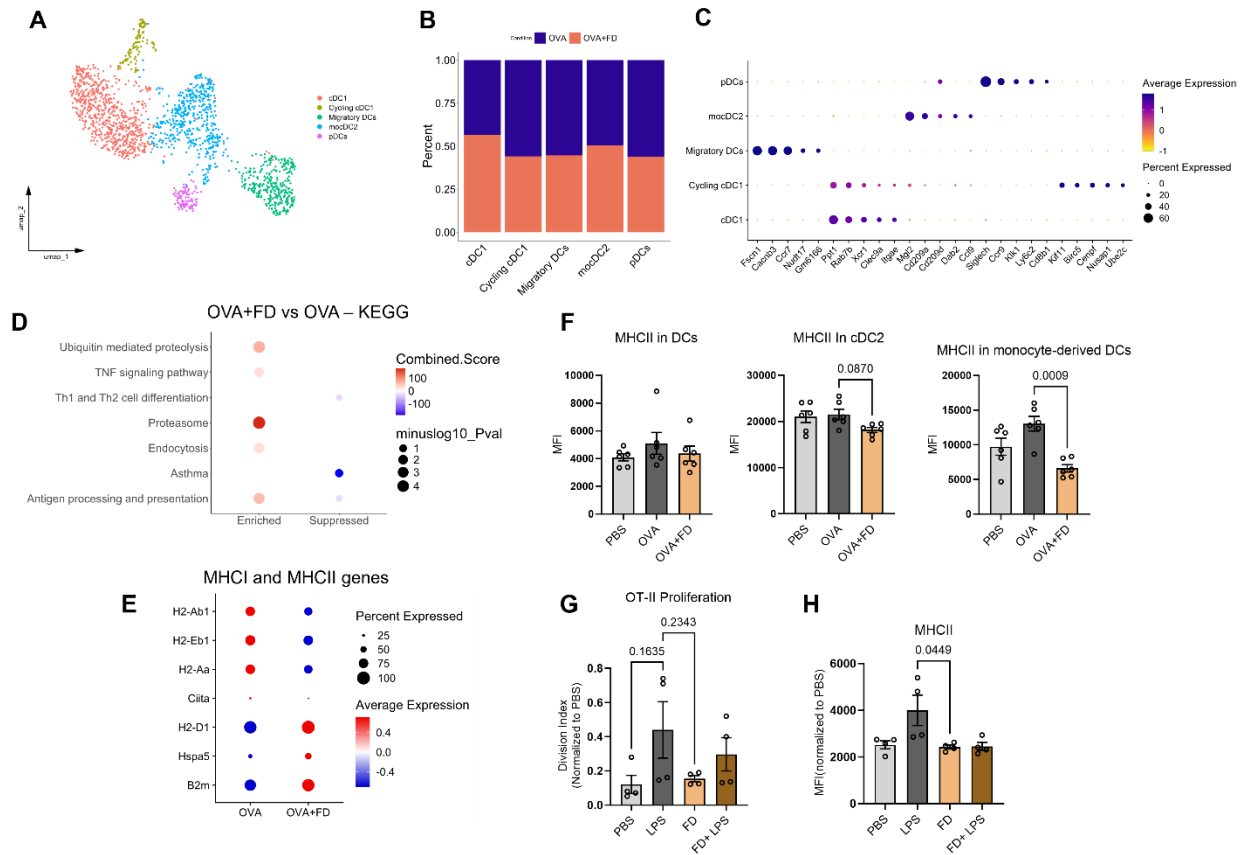 A
cDC1
Cycling cDC1
Migratory DCs
mocDC2
pDCs
umap_2
umap_1
B
Condition OVA OVA+FD
1.00
0.75
0.50
0.25
0.00
Percent
cDC1
Cycling cDC1
Migratory DCs
mocDC2
pDCs
C
pDCs
mocDC2
Migratory DCs
Cycling cDC1
cDC1
Fscn1
Cacnb3
Ccr7
Nudt17
Gm6166
Ppt1
Rab7b
Xcr1
Clec9a
Itgae
Mgl2
Cd209a
Cd209d
Dab2
Ccl9
Siglech
Ccr9
Klk1
Ly6c2
Cd8b1
Kif11
Birc5
Cenpf
Nusap1
Ube2c
Average Expression
1
0
-1
Percent Expressed
0
20
40
60
D
OVA+FD vs OVA – KEGG
Ubiquitin mediated proteolysis
TNF signaling pathway
Th1 and Th2 cell differentiation
Proteasome
Endocytosis
Asthma
Antigen processing and presentation
Enriched Suppressed
Combined.Score
100
0
-100
minuslog10_Pval
1
2
3
4
E
MHCI and MHCII genes
H2-Ab1
H2-Eb1
H2-Aa
Ciita
H2-D1
Hspa5
B2m
OVA OVA+FD
Percent Expressed
25
50
75
100
Average Expression
0.4
0.0
-0.4
F
MHCII in DCs
MFI
10000
8000
6000
4000
2000
0
PBS
OVA
OVA+FD
MHCII In cDC2
0.0870
MFI
30000
20000
10000
0
PBS
OVA
OVA+FD
MHCII in monocyte-derived DCs
0.0009
MFI
20000
15000
10000
5000
0
PBS
OVA
OVA+FD
G
OT-II Proliferation
0.2343
0.1635
Division Index
(Normalized to PBS)
0.8
0.6
0.4
0.2
0.0
PBS
LPS
FD
FD+ LPS
H
MHCII
0.0449
MFI(normalized to PBS)
6000
4000
2000
0
PBS
LPS
FD
FD+ LPS